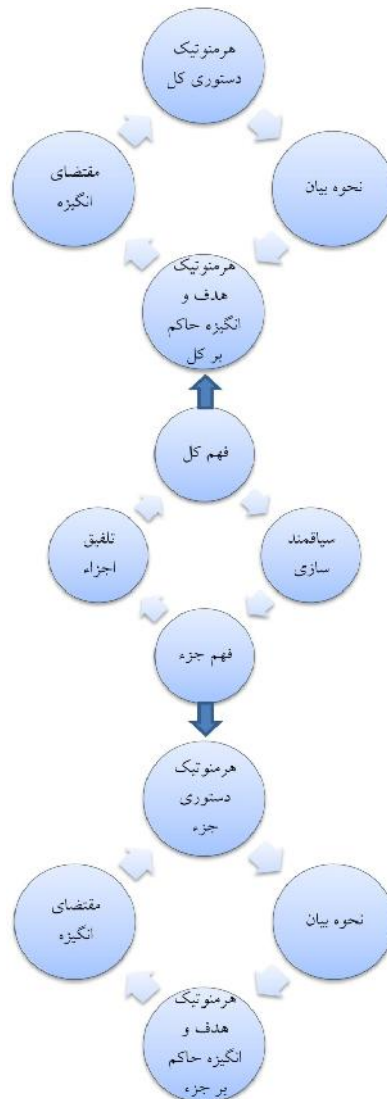 هرمنوتیک
دستوری کل
مقتضای
انگیزه
نحوه بیان
هرمنوتیک
هدف و
انگیزه حاکم
بر کل
فهم کل
تلفیق
اجزاء
سیاقمند
سازی
فهم جزء
هرمنوتیک
دستوری
جزء
مقتضای
انگیزه
نحوه بیان
هرمنوتیک
هدف و
انگیزه حاکم
بر جزء